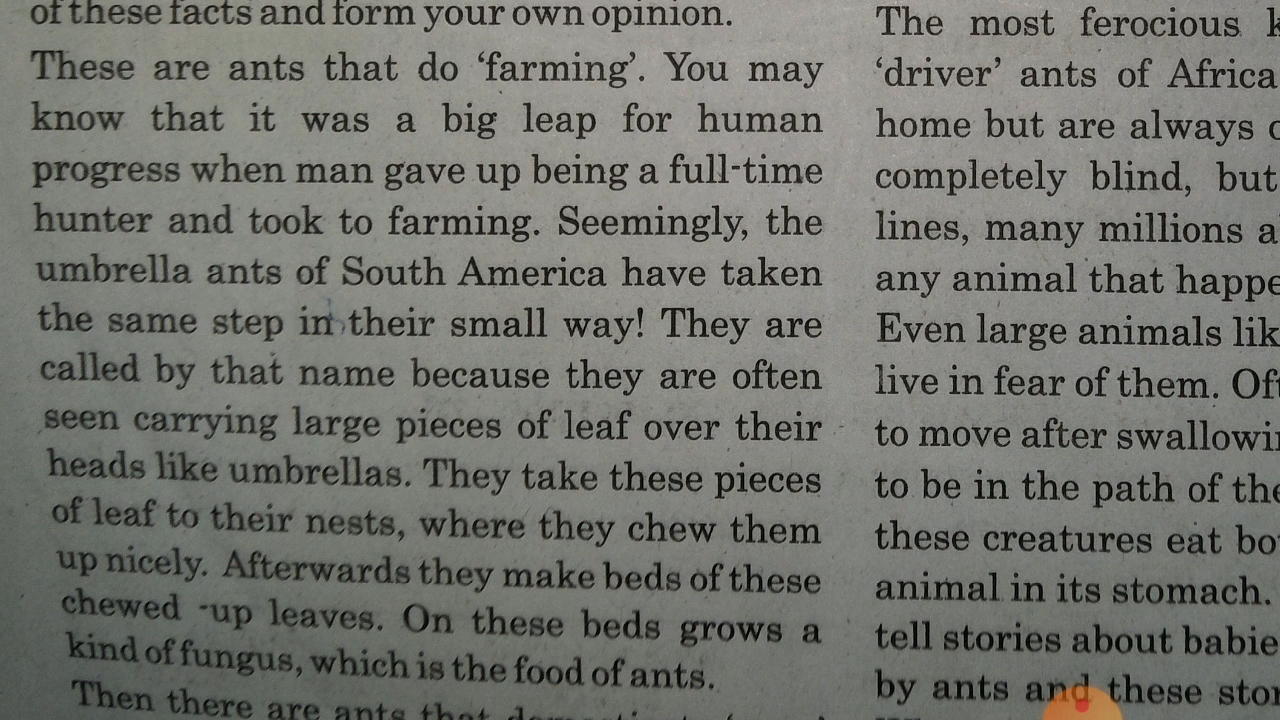 of these facts and form your own opinion.
These are ants that do ‘farming’. You may
know that it was a big leap for human
progress when man gave up being a full-time
hunter and took to farming. Seemingly, the
umbrella ants of South America have taken
the same step in their small way! They are
called by that name because they are often
seen carrying large pieces of leaf over their
heads like umbrellas. They take these pieces
of leaf to their nests, where they chew them
up nicely. Afterwards they make beds of these
chewed -up leaves. On these beds grows a
kind of fungus, which is the food of ants.
Then there are ants that
The most ferocious
‘driver’ ants of Africa
home but are always
completely blind, but
lines, many millions
any animal that
Even large animals
live in fear of them.
to move after
to be in the path of
these creatures eat
animal in its stomach.
tell stories about
by ants and these